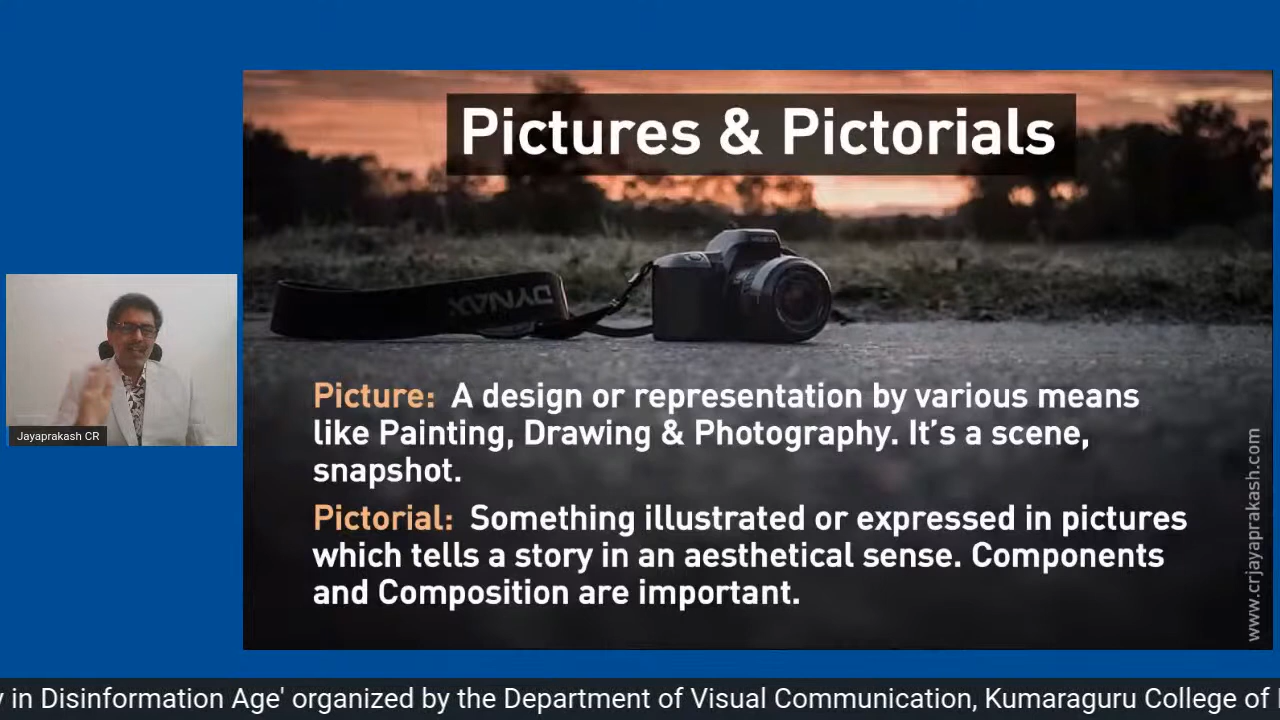 Pictures & Pictorials
DYNAX
Picture: A design or representation by various means
like Painting, Drawing & Photography. It's a scene,
snapshot.
Pictorial: Something illustrated or expressed in pictures
which tells a story in an aesthetical sense. Components
and Composition are important.
www.crjayaprakash.com
Jayaprakash CR
in Disinformation Age' organized by the Department of Visual Communication, Kumaraguru College of